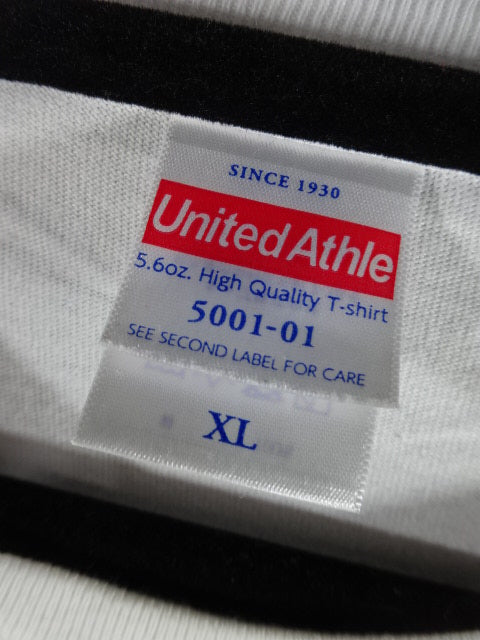 SINCE 1930
United Athle
5.6oz. High Quality T-shirt
5001-01
SEE SECOND LABEL FOR CARE
XL